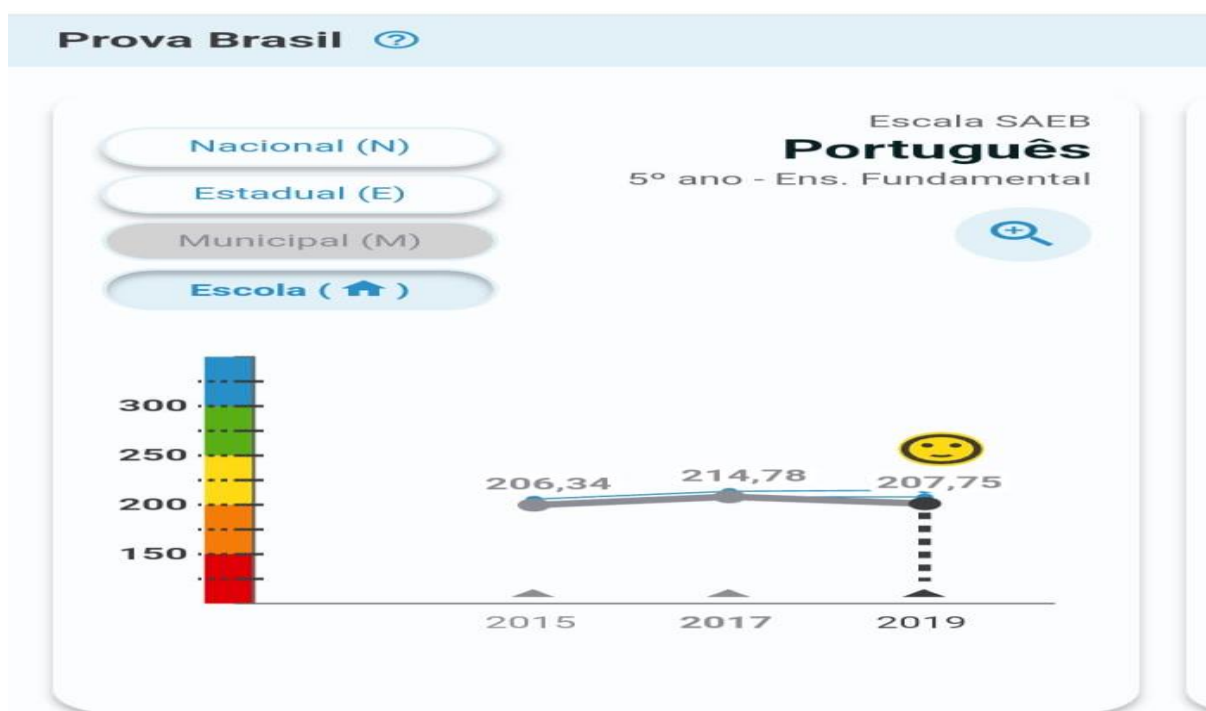 Prova Brasil ?
Nacional (N)
Estadual (E)
Municipal (M)
Escola ( )
Escala SAEB
Português
5º ano - Ens. Fundamental
300
250
200
150
206,34
214,78
207,75
2015
2017
2019